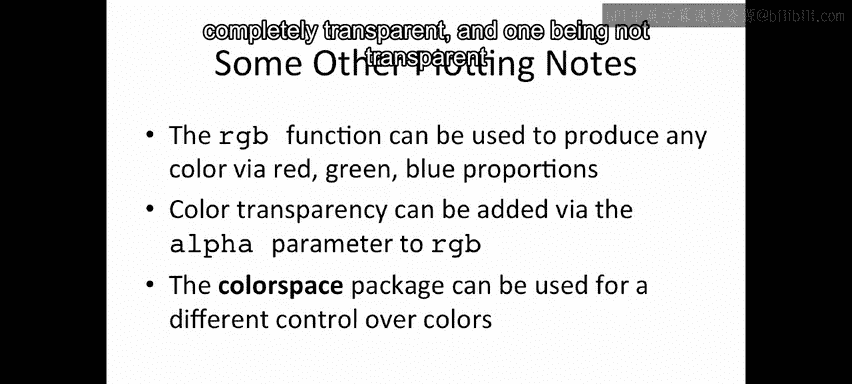 completely transparent, and one being not
transparent
Some Other Plotting Notes
• The rgb function can be used to produce any
color via red, green, blue proportions
• Color transparency can be added via the
alpha parameter to rgb
• The colorspace package can be used for a
different control over colors